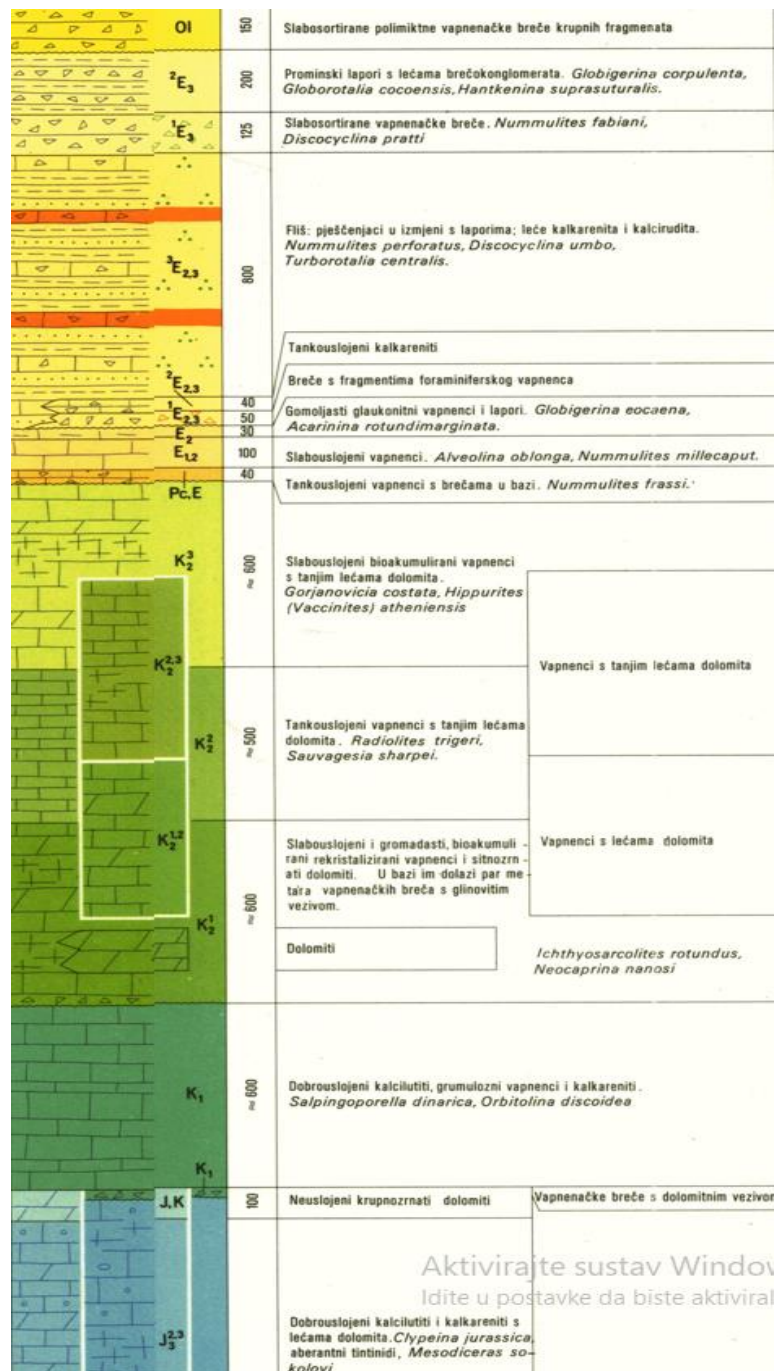 Ol 150 Slabosortirane polimiktne vapnenačke breče krupnih fragmenata
²E₃ 200 Prominski lapori s lećama brečokonglomerata. Globigerina corpulenta,
Globorotalia cocoensis, Hantkenina suprasuturalis.
¹E₃ 125 Slabosortirane vapnenačke breče. Nummulites fabiani,
Discocyclina pratti
³E₂,₃ 800 Fliš: pješčenjaci u izmjeni s laporima; leće kalkarenita i kalcirudita.
Nummulites perforatus, Discocyclina umbo,
Turborotalia centralis.
Tankouslojeni kalkareniti
²E₂,₃ 40 Breče s fragmentima foraminiferskog vapnenca
¹E₂,₃ 50 Gomoljasti glaukonitni vapnenci i lapori. Globigerina eocaena,
E₂ 30 Acarinina rotundimarginata.
E₁,₂ 100 Slabouslojeni vapnenci. Alveolina oblonga, Nummulites millecaput.
Pc,E 40 Tankouslojeni vapnenci s brečama u bazi. Nummulites frassi.
K₂³ ≈ 600 Slabouslojeni bioakumulirani vapnenci
s tanjim lećama dolomita.
Gorjanovicia costata, Hippurites
(Vaccinites) atheniensis
K₂²,³ Vapnenci s tanjim lećama dolomita
K₂² ≈ 500 Tankouslojeni vapnenci s tanjim lećama
dolomita. Radiolites trigeri,
Sauvagesia sharpei.
K₂¹,² Vapnenci s lećama dolomita
K₂¹ ≈ 600 Slabouslojeni i gromadasti, bioakumuli-
rani rekristalizirani vapnenci i sitnozrn-
ati dolomiti. U bazi im dolazi par me-
tara vapnenačkih breča s glinovitim
vezivom.
Dolomiti
Ichthyosarcolites rotundus,
Neocaprina nanosi
K₁ ≈ 600 Dobrouslojeni kalcilutiti, grumulozni vapnenci i kalkareniti.
Salpingoporella dinarica, Orbitolina discoidea
K₁ Vapnenačke breče s dolomitnim vezivom
J,K 100 Neuslojeni krupnozrnati dolomiti
Aktivirajte sustav Window
Idite u postavke da biste aktiviral
J₃²,³ Dobrouslojeni kalcilutiti i kalkareniti s
lećama dolomita. Clypeina jurassica,
aberantni tintinidi, Mesodiceras so-
kolovi